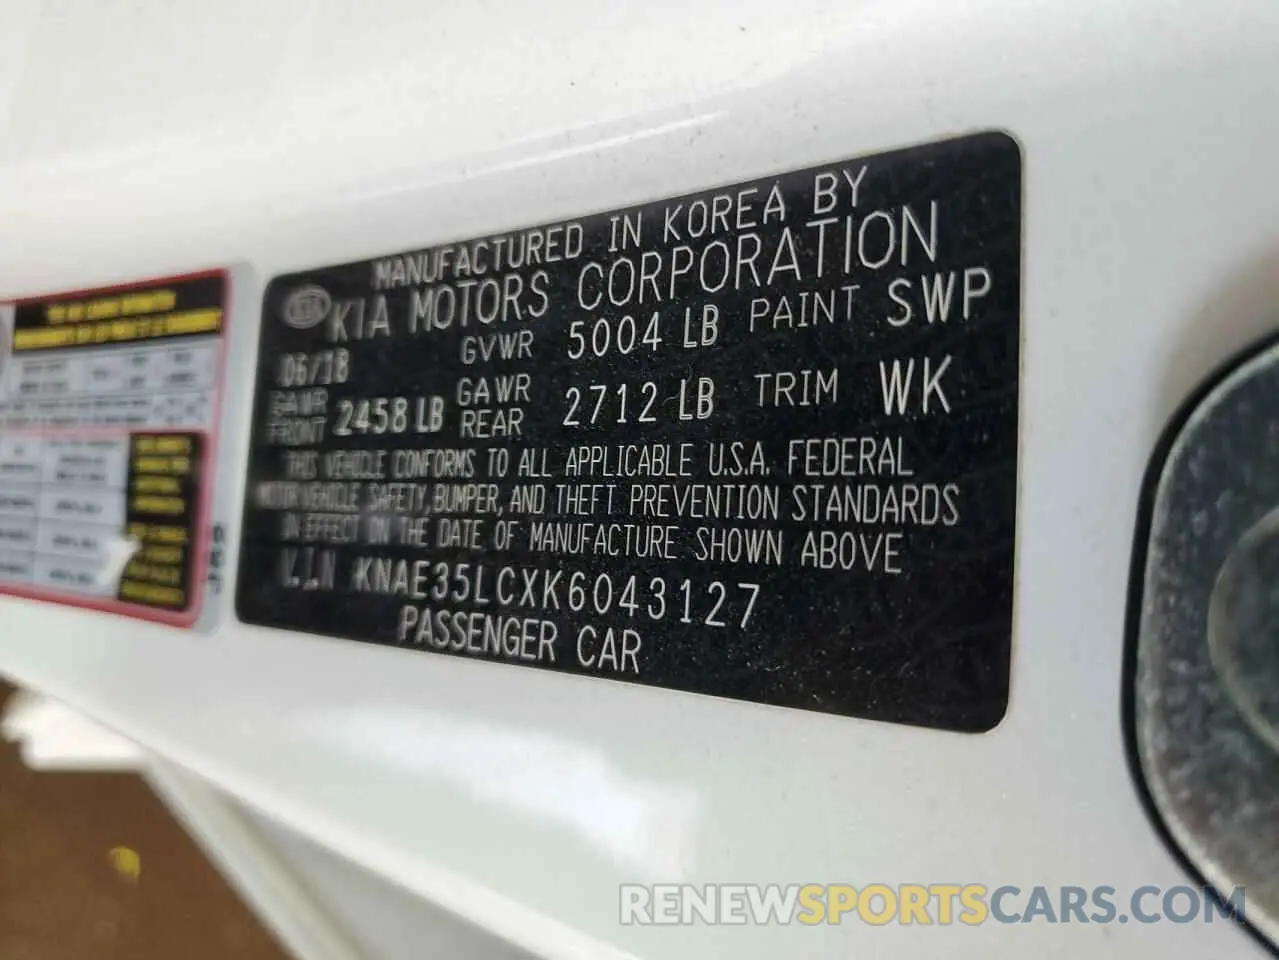 MANUFACTURED IN KOREA BY
KIA KIA MOTORS CORPORATION
06/18 GVWR 5004 LB PAINT SWP
GAWR FRONT 2458 LB GAWR REAR 2712 LB TRIM WK
THIS VEHICLE CONFORMS TO ALL APPLICABLE U.S.A. FEDERAL
MOTOR VEHICLE SAFETY, BUMPER, AND THEFT PREVENTION STANDARDS
IN EFFECT ON THE DATE OF MANUFACTURE SHOWN ABOVE
VIN KNAE35LCXK6043127
PASSENGER CAR
RENEWSPORTSCARS.COM